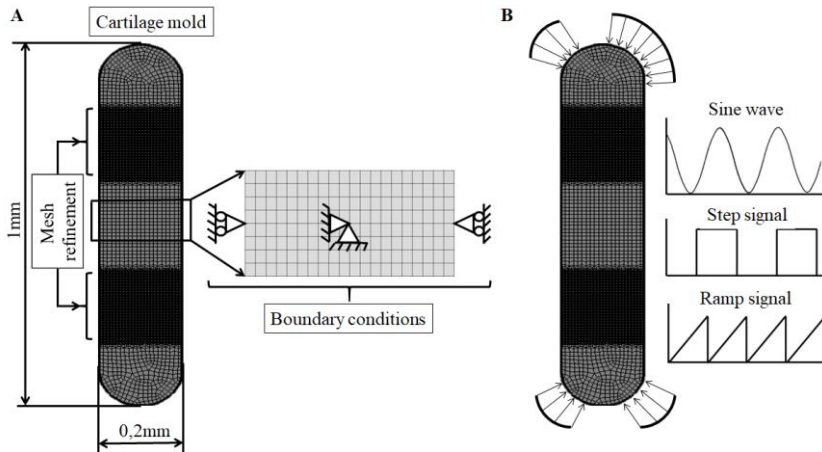 A
Cartilage mold
B
1mm
Mesh
refinement
Boundary conditions
0,2mm
Sine wave
Step signal
Ramp signal